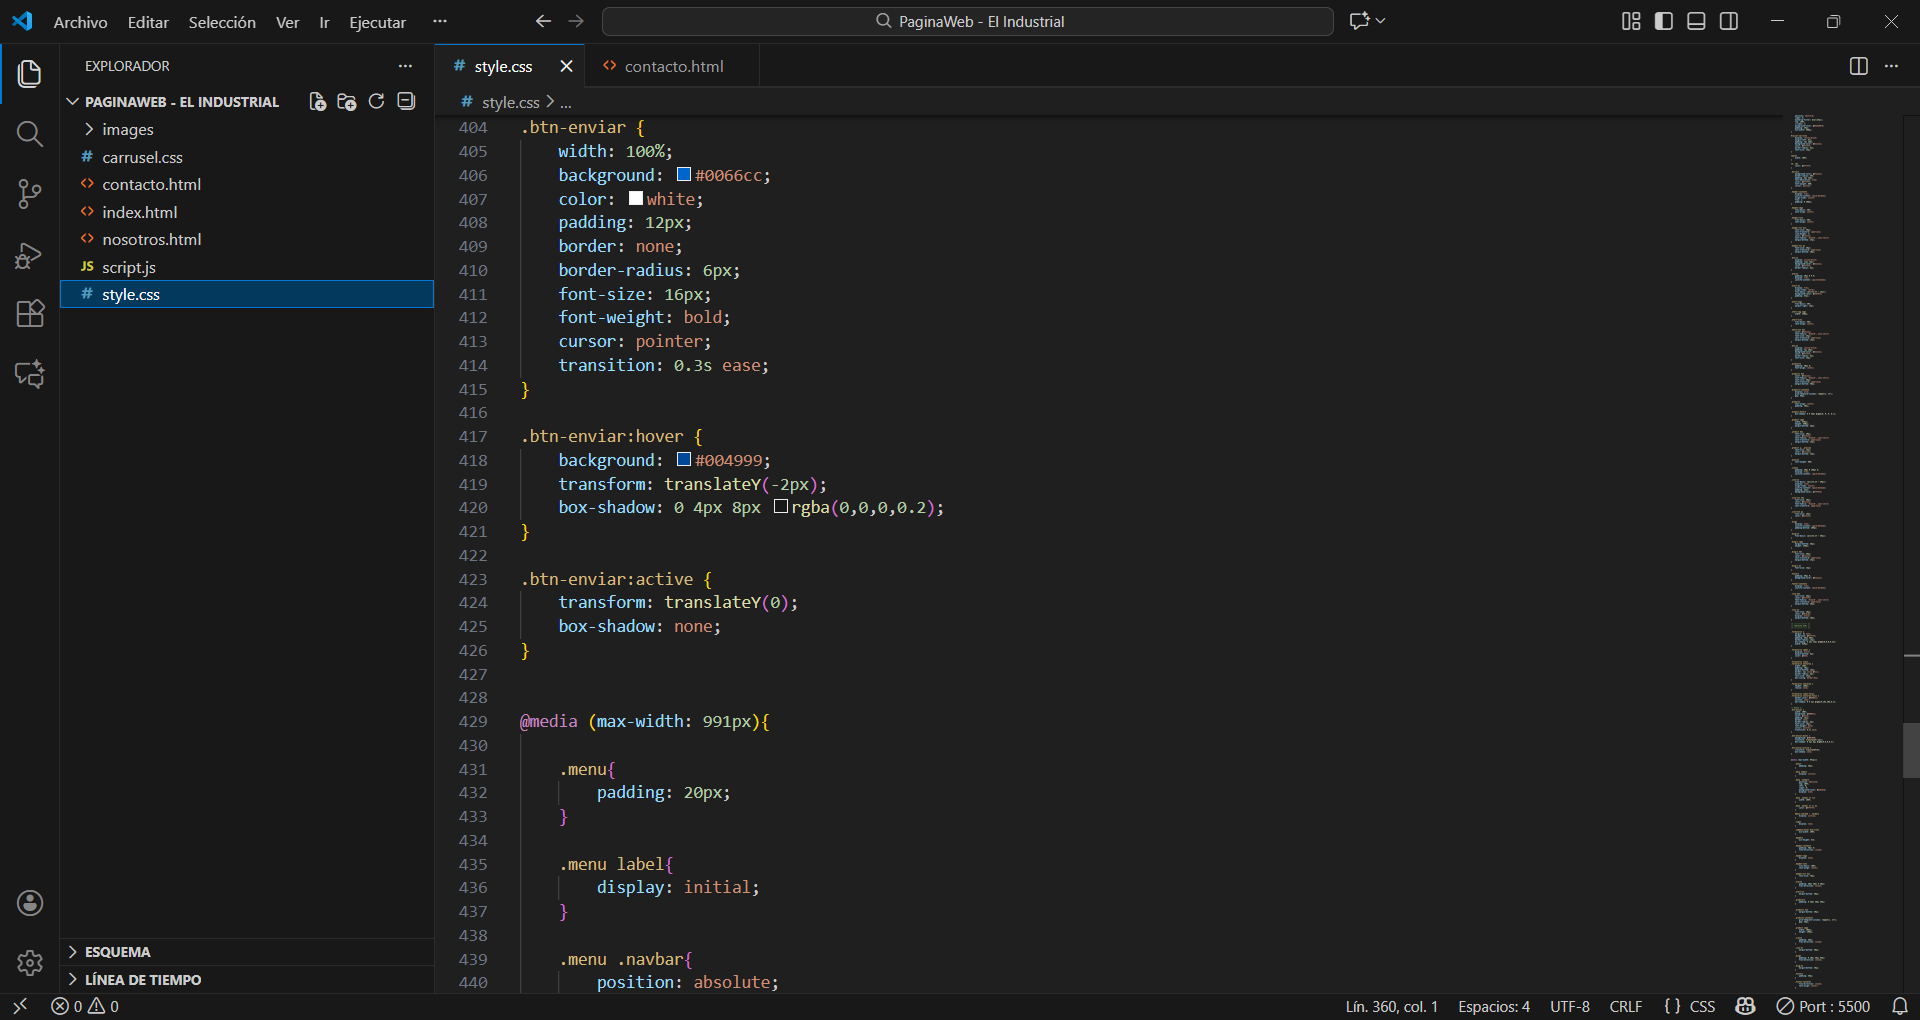 Archivo Editar Selección Ver Ir Ejecutar ···
PaginaWeb - El Industrial
EXPLORADOR
PAGINAWEB - EL INDUSTRIAL
images
# carrusel.css
<> contacto.html
<> index.html
<> nosotros.html
JS script.js
# style.css
ESQUEMA
LÍNEA DE TIEMPO
# style.css
<> contacto.html
# style.css > ...
404 .btn-enviar {
405 width: 100%;
406 background: #0066cc;
407 color: white;
408 padding: 12px;
409 border: none;
410 border-radius: 6px;
411 font-size: 16px;
412 font-weight: bold;
413 cursor: pointer;
414 transition: 0.3s ease;
415 }
416
417 .btn-enviar:hover {
418 background: #004999;
419 transform: translateY(-2px);
420 box-shadow: 0 4px 8px rgba(0,0,0,0.2);
421 }
422
423 .btn-enviar:active {
424 transform: translateY(0);
425 box-shadow: none;
426 }
427
428
429 @media (max-width: 991px){
430
431 .menu{
432 padding: 20px;
433 }
434
435 .menu label{
436 display: initial;
437 }
438
439 .menu .navbar{
440 position: absolute;
0 0
Lín. 360, col. 1 Espacios: 4 UTF-8 CRLF {} CSS Port : 5500